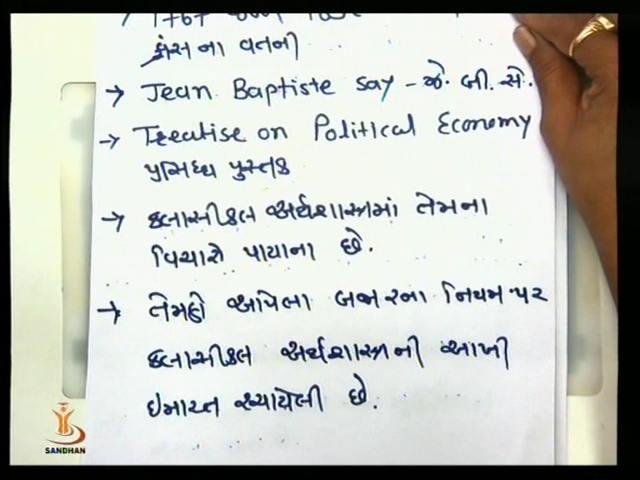 1767
ફ્રાંસ ના વતની
→ Jean Baptiste say – જે. બી. સે.
→ Treatise on Political Economy
પ્રસિધ્ધ પુસ્તક
→ ક્લાસીકલ અર્થશાસ્ત્રમાં તેમના
વિચારો પાયાના છે.
→ તેમણે આપેલા બજારના નિયમ પર
ક્લાસીકલ અર્થશાસ્ત્રની આખી
ઇમારત રચાયેલી છે.
SANDHAN